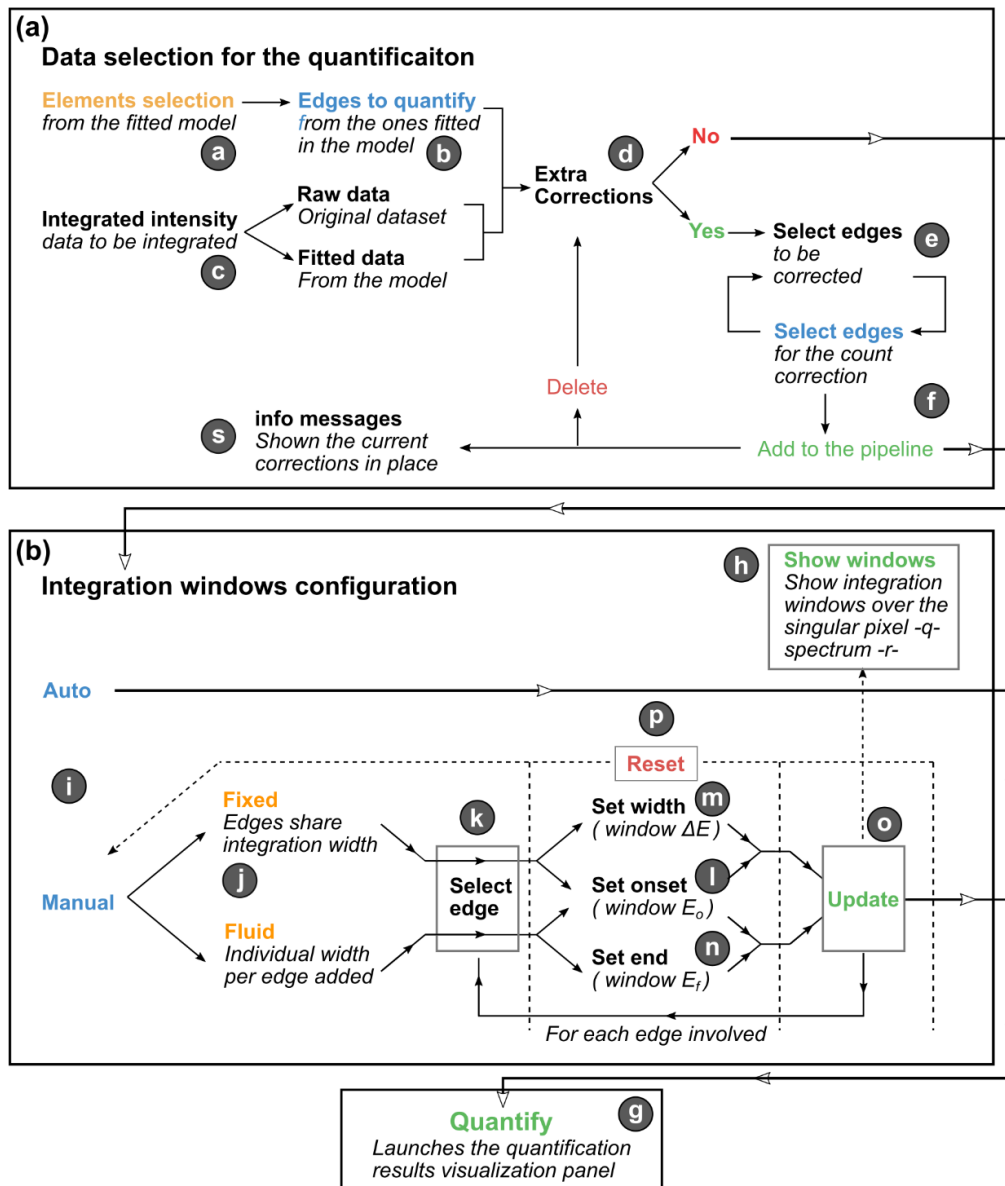 (a)
Data selection for the quantificaiton
Elements selection
from the fitted model
a
Edges to quantify
from the ones fitted
in the model
b
Integrated intensity
data to be integrated
c
Raw data
Original dataset
Fitted data
From the model
Extra
Corrections
d
No
Yes
Select edges
to be
corrected
e
Select edges
for the count
correction
f
Add to the pipeline
Delete
s
info messages
Shown the current
corrections in place
(b)
Integration windows configuration
h
Show windows
Show integration
windows over the
singular pixel -q-
spectrum -r-
Auto
p
Reset
i
Manual
Fixed
Edges share
integration width
j
Fluid
Individual width
per edge added
k
Select
edge
Set width
( window ΔE )
m
Set onset
( window Eo )
l
Set end
( window Ef )
n
o
Update
For each edge involved
Quantify
g
Launches the quantification
results visualization panel